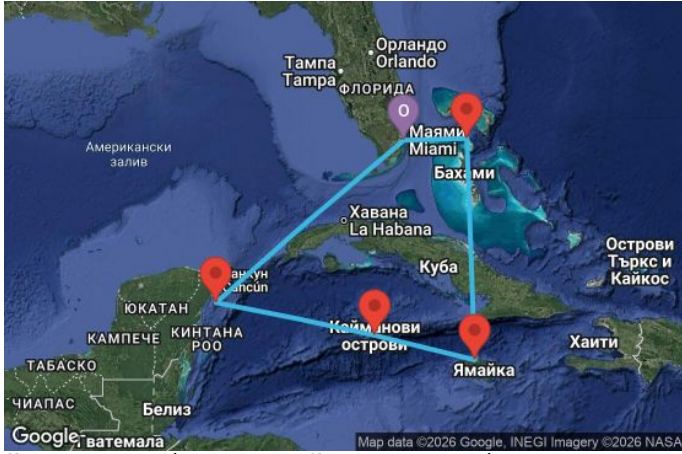 Орландо
Orlando
Тампа
Tampa
ФЛОРИДА
O
Маями
Miami
Американски
залив
Бахами
Хавана
La Habana
Острови
Търкс и
Кайкос
Куба
Cancún
ЮКАТАН
КАМПЕЧЕ
КИНТАНА
РОО
Кайманови
острови
Хаити
ТАБАСКО
Ямайка
ЧИАПАС
Белиз
Google
Гватемала
Map data ©2026 Google, INEGI Imagery ©2026 NASA